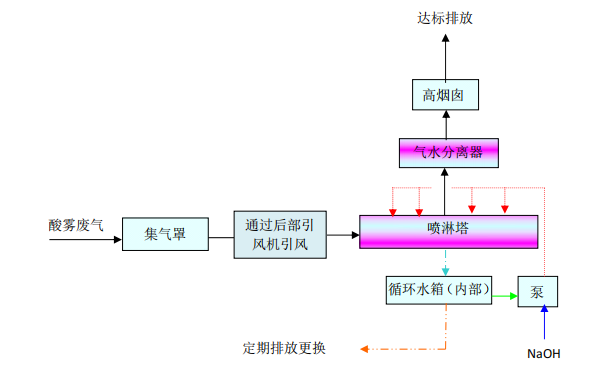 达标排放
高烟囱
气水分离器
酸雾废气
集气罩
通过后部引
风机引风
喷淋塔
循环水箱（内部）
泵
定期排放更换
NaOH